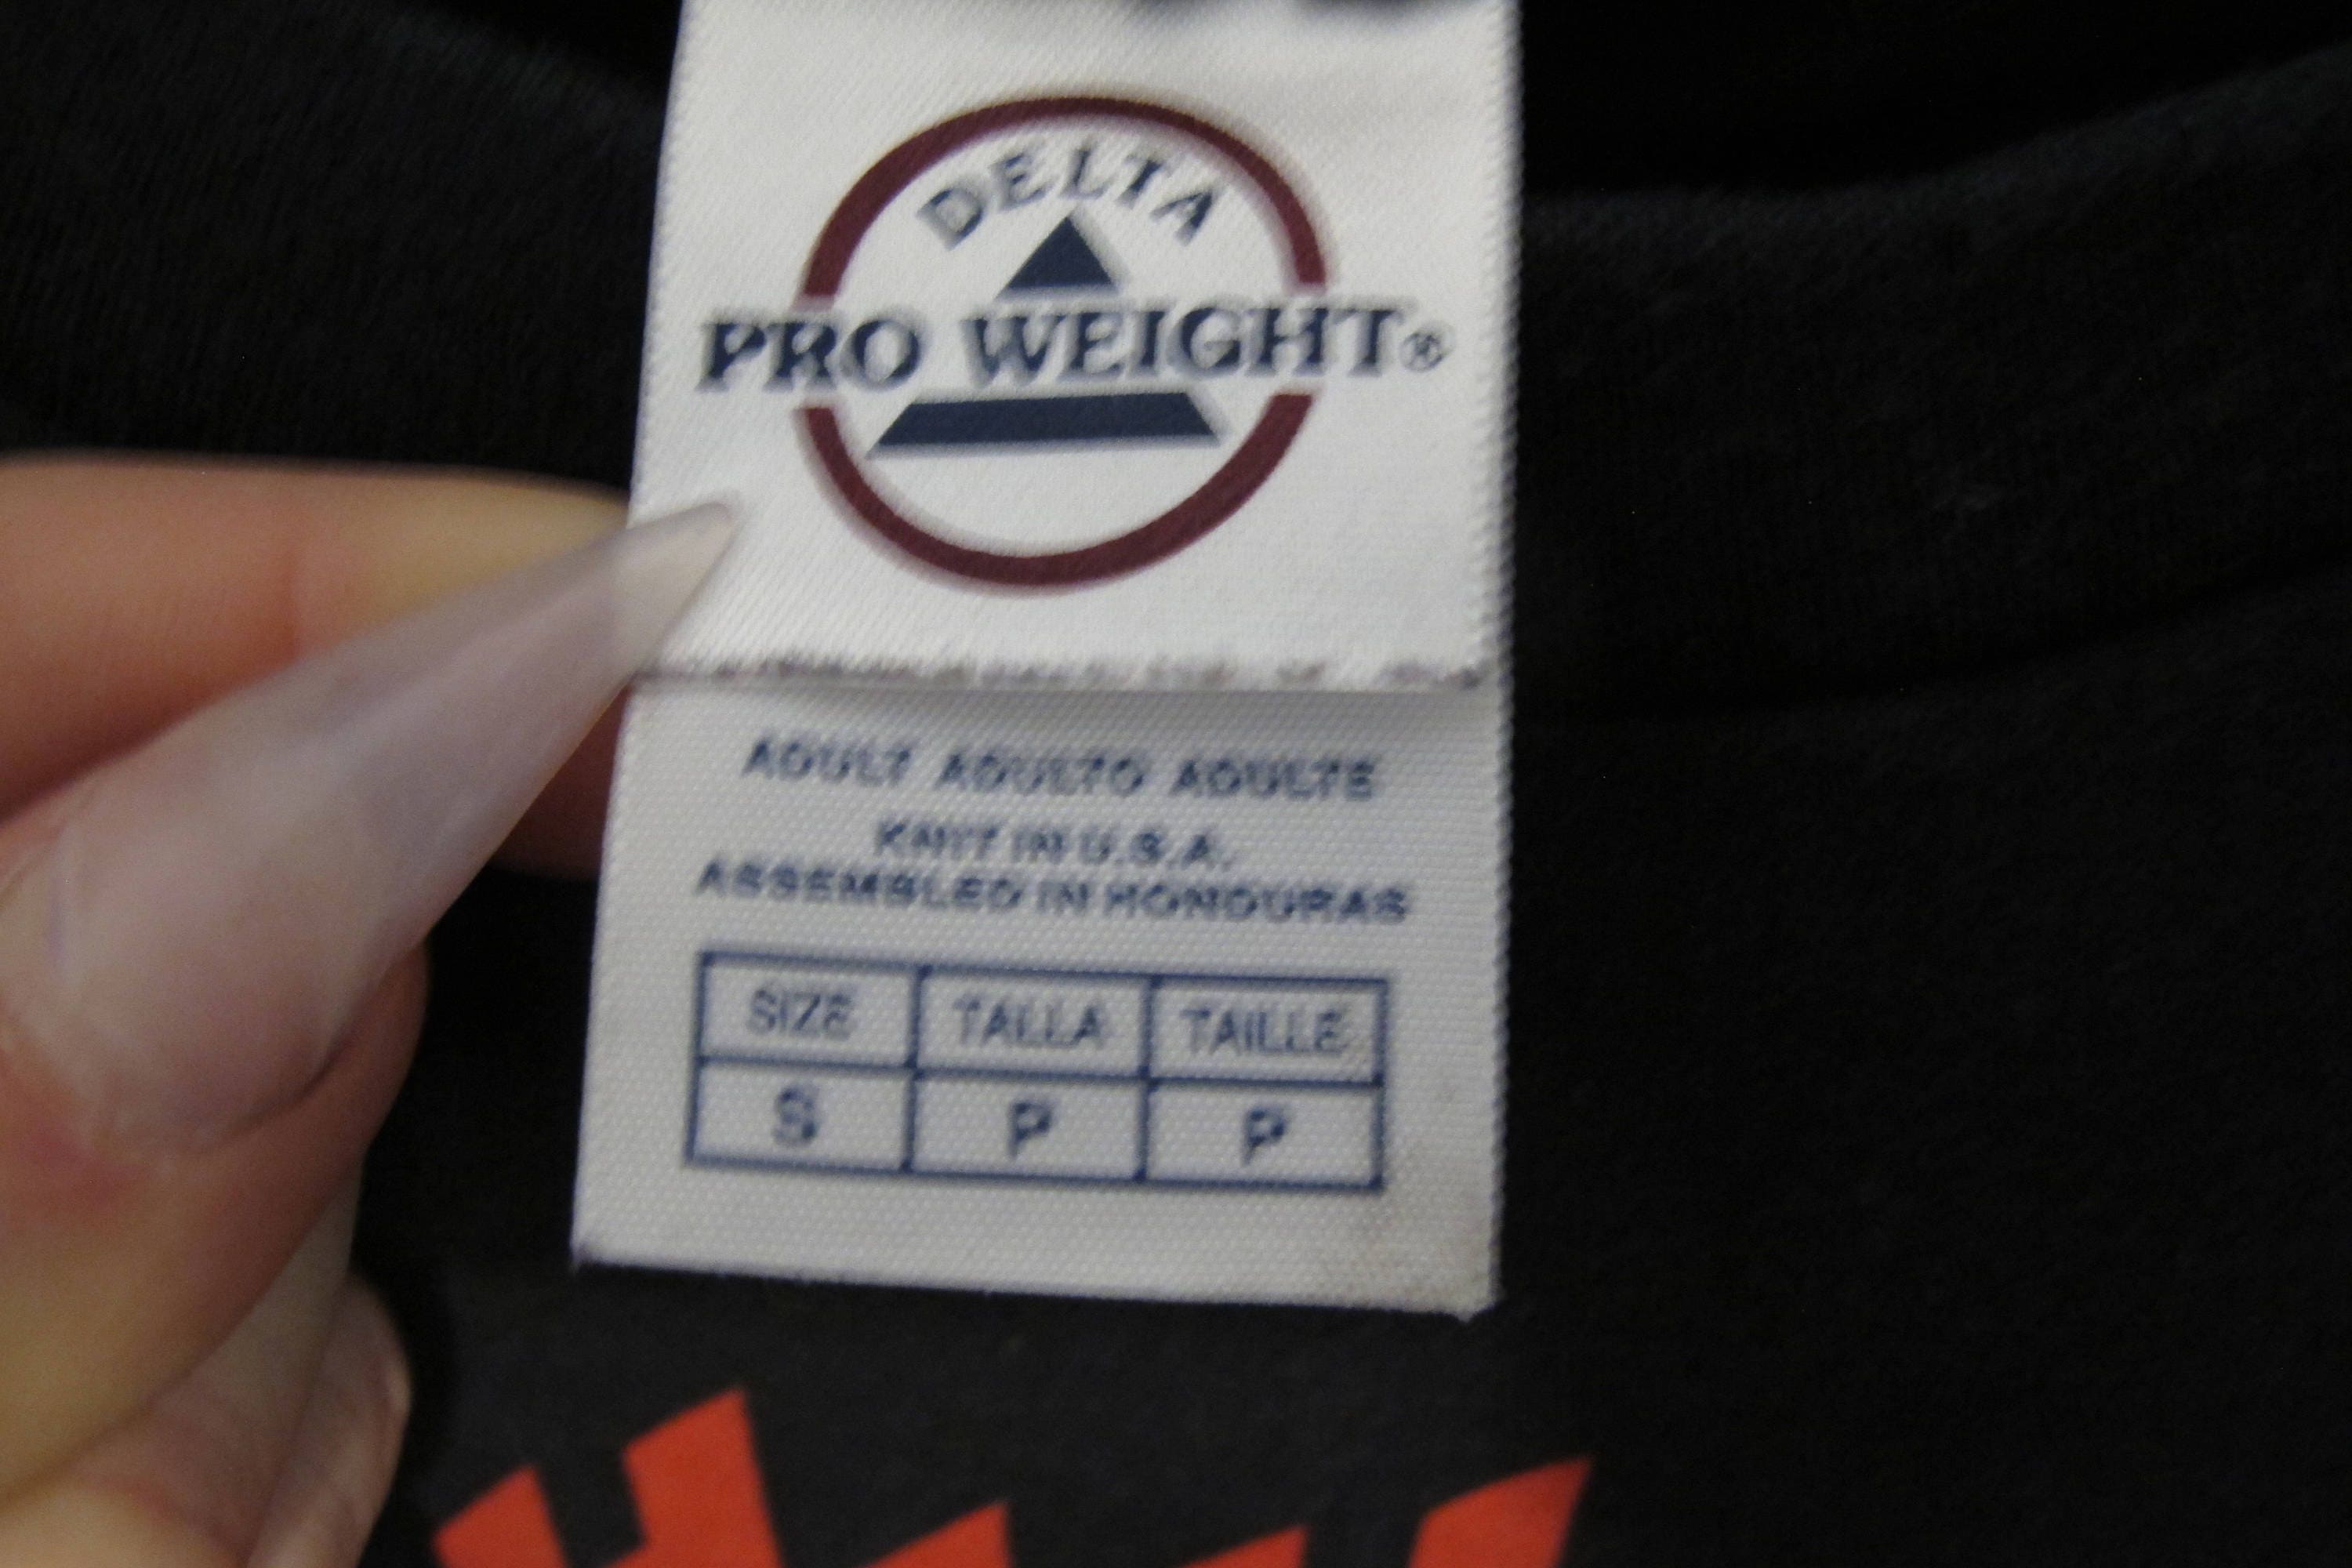 DELTA
PRO WEIGHT®
ADULT ADULTO ADULTE
KNIT IN U.S.A.
ASSEMBLED IN HONDURAS
SIZE TALLA TAILLE
S P P